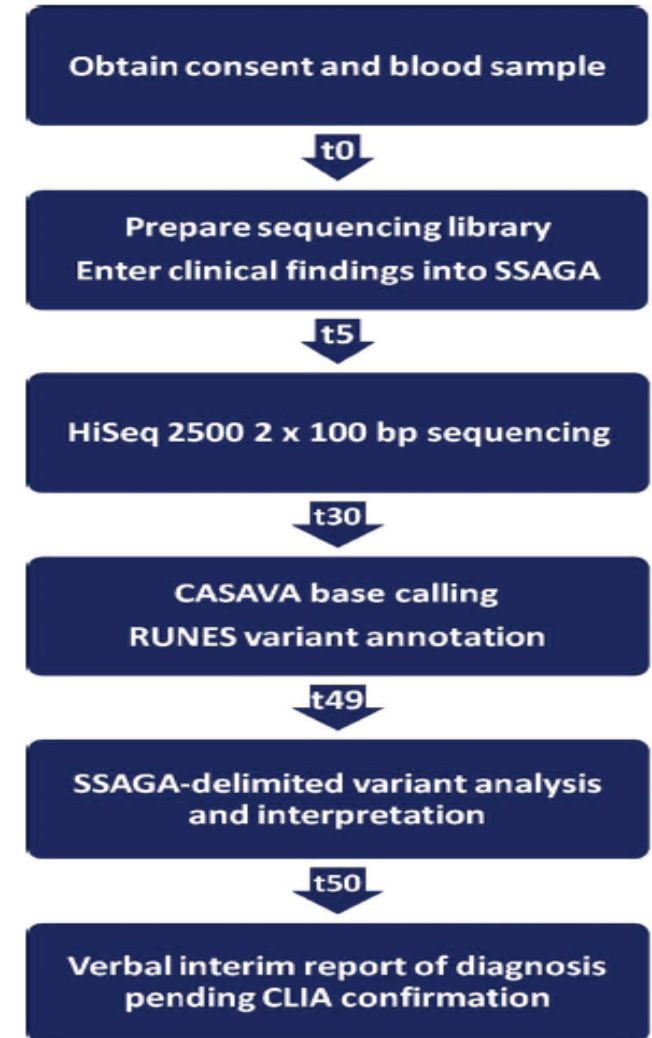 Obtain consent and blood sample
t0
Prepare sequencing library
Enter clinical findings into SSAGA
t5
HiSeq 2500 2 x 100 bp sequencing
t30
CASAVA base calling
RUNES variant annotation
t49
SSAGA-delimited variant analysis
and interpretation
t50
Verbal interim report of diagnosis
pending CLIA confirmation